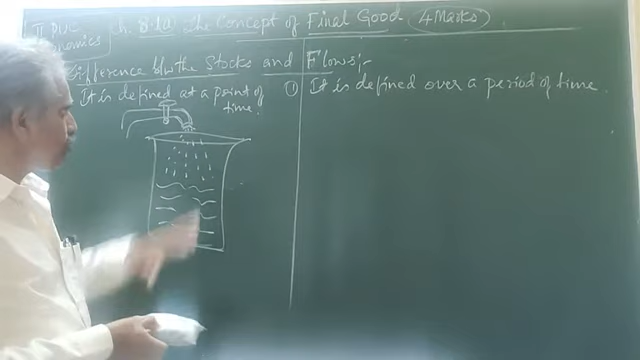 II PUC Ch. 8.1(a) The Concept of Final Good 4 Marks
Economics
Difference b/w the Stocks and Flows:-
It is defined at a point of time.
(1) It is defined over a period of time.